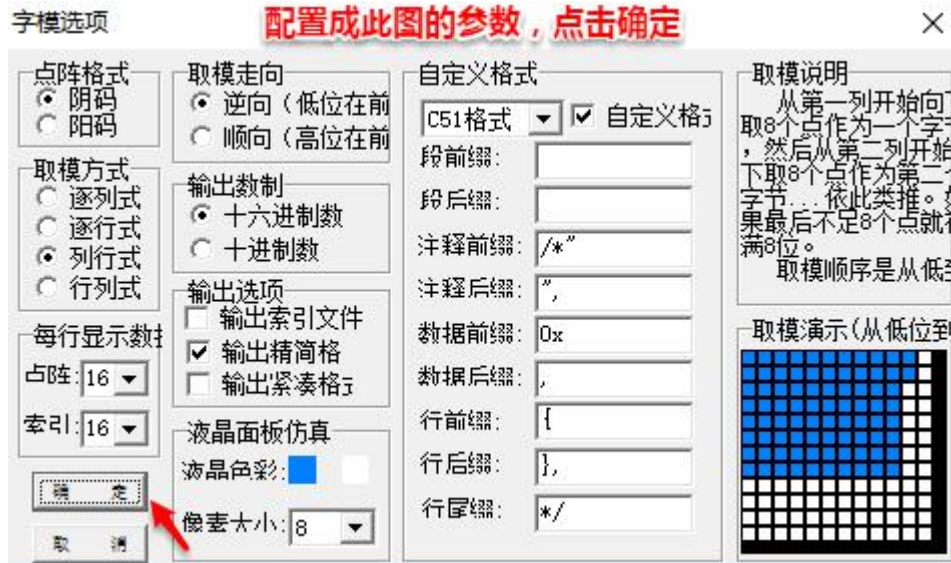 字模选项
配置成此图的参数，点击确定
点阵格式
阴码
阳码
取模方式
逐列式
逐行式
列行式
行列式
每行显示数
点阵:
16
索引:
16
确 定
取 消
取模走向
逆向（低位在前
顺向（高位在前
输出数制
十六进制数
十进制数
输出选项
输出索引文件
输出精简格
输出紧凑格式
液晶面板仿真
液晶色彩:
像素大小:
8
自定义格式
C51格式
自定义格式
段前缀:
段后缀:
注释前缀:
/*"
注释后缀:
",
数据前缀:
0x
数据后缀:
,
行前缀:
{
行后缀:
},
行尾缀:
*/
取模说明
从第一列开始向下
取8个点作为一个字
，然后从第二列开始
下取8个点作为第二个
字节...依此类推。如
果最后不足8个点就补
满8位。
取模顺序是从低到
取模演示(从低位到